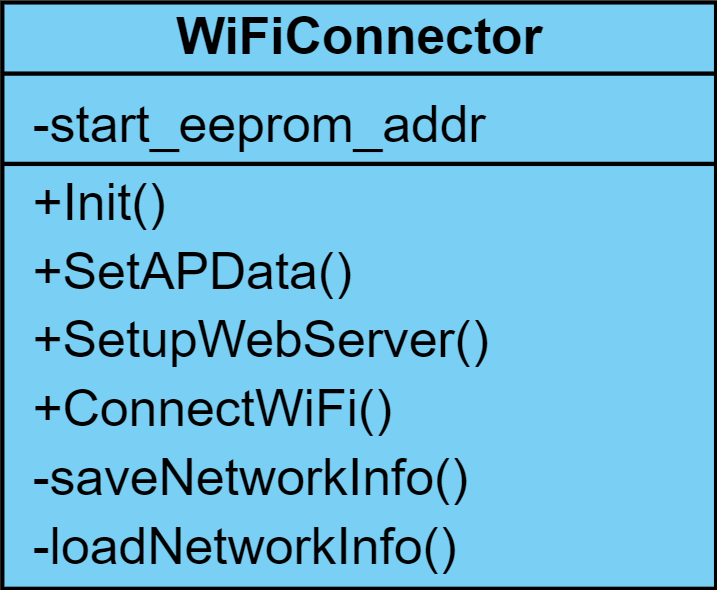 WiFiConnector
-start_eeprom_addr
+Init()
+SetAPData()
+SetupWebServer()
+ConnectWiFi()
-saveNetworkInfo()
-loadNetworkInfo()